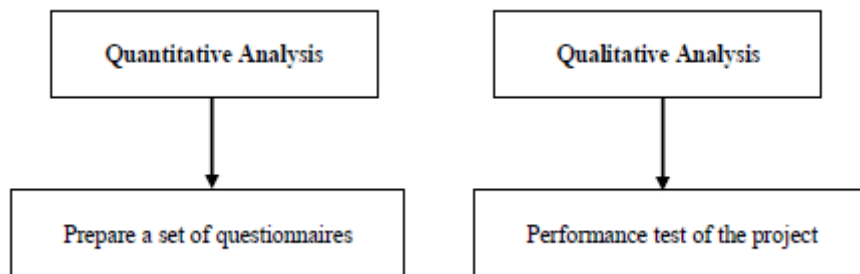 Quantitative Analysis
Qualitative Analysis
Prepare a set of questionnaires
Performance test of the project